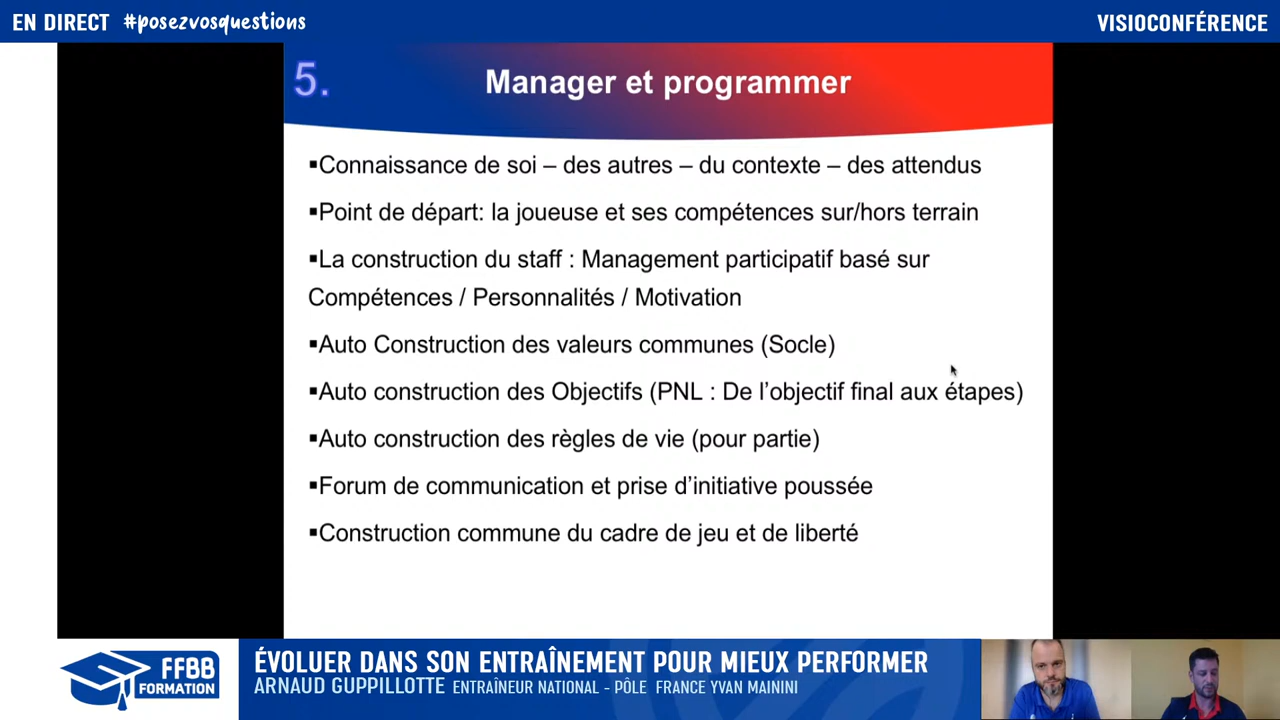 EN DIRECT #posezvosquestions
VISIOCONFÉRENCE
5. Manager et programmer
▪Connaissance de soi – des autres – du contexte – des attendus
▪Point de départ: la joueuse et ses compétences sur/hors terrain
▪La construction du staff : Management participatif basé sur
Compétences / Personnalités / Motivation
▪Auto Construction des valeurs communes (Socle)
▪Auto construction des Objectifs (PNL : De l’objectif final aux étapes)
▪Auto construction des règles de vie (pour partie)
▪Forum de communication et prise d’initiative poussée
▪Construction commune du cadre de jeu et de liberté
FFBB
FORMATION
ÉVOLUER DANS SON ENTRAÎNEMENT POUR MIEUX PERFORMER
ARNAUD GUPPILLOTTE ENTRAÎNEUR NATIONAL - PÔLE FRANCE YVAN MAININI